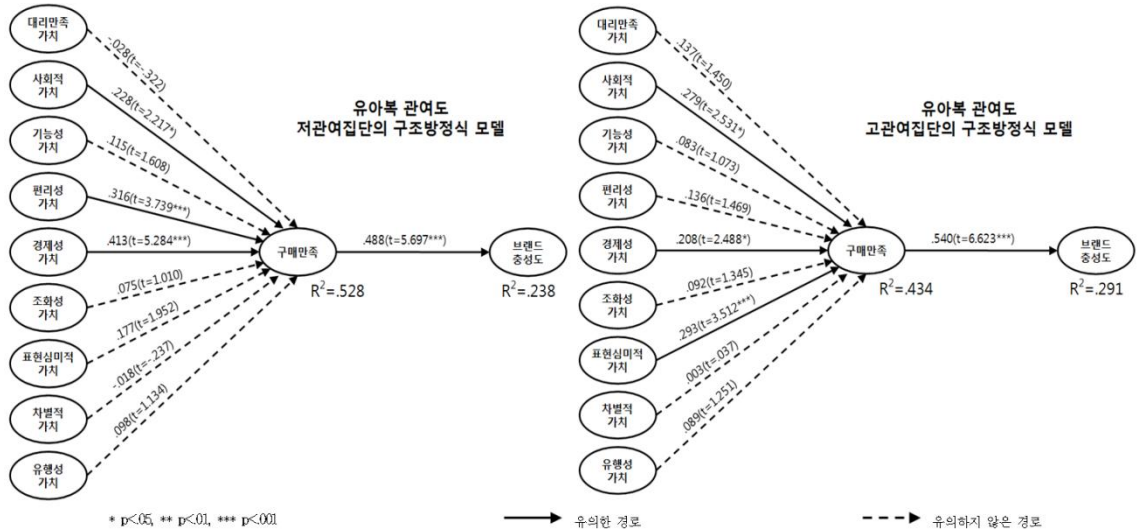 대리만족
가치
-.028(t=-.322)
사회적
가치
.228(t=2.217*)
기능성
가치
.115(t=1.608)
편리성
가치
.316(t=3.739***)
경제성
가치
.413(t=5.284***)
조화성
가치
.075(t=1.010)
표현심미적
가치
.177(t=1.952)
차별적
가치
-.018(t=-.237)
유행성
가치
.098(t=1.134)
유아복 관여도
저관여집단의 구조방정식 모델
구매만족
R²=.528
.488(t=5.697***)
브랜드
충성도
R²=.238
대리만족
가치
.137(t=1.450)
사회적
가치
.279(t=2.531*)
기능성
가치
.083(t=1.073)
편리성
가치
.136(t=1.469)
경제성
가치
.208(t=2.488*)
조화성
가치
.092(t=1.345)
표현심미적
가치
.293(t=3.512***)
차별적
가치
.003(t=.037)
유행성
가치
.089(t=1.251)
유아복 관여도
고관여집단의 구조방정식 모델
구매만족
R²=.434
.540(t=6.623***)
브랜드
충성도
R²=.291
* p<.05, ** p<.01, *** p<.001
유의한 경로
유의하지 않은 경로